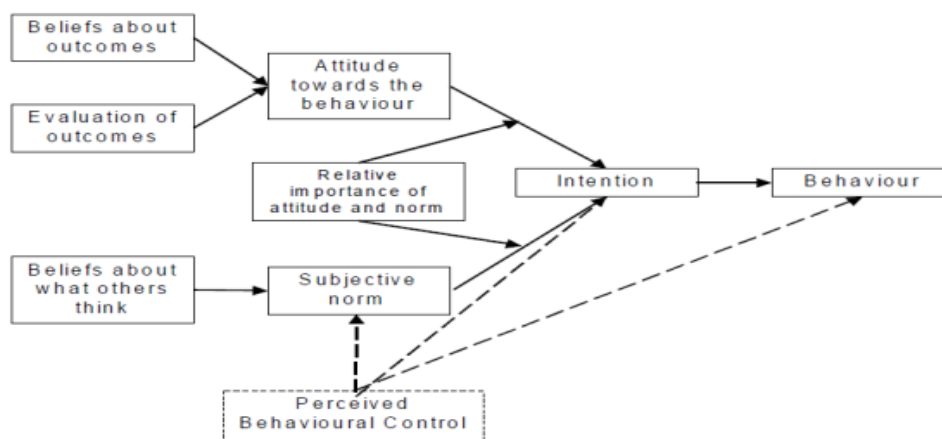 Beliefs about
outcomes
Evaluation of
outcomes
Attitude
towards the
behaviour
Relative
importance of
attitude and norm
Intention
Behaviour
Beliefs about
what others
think
Subjective
norm
Perceived
Behavioural Control